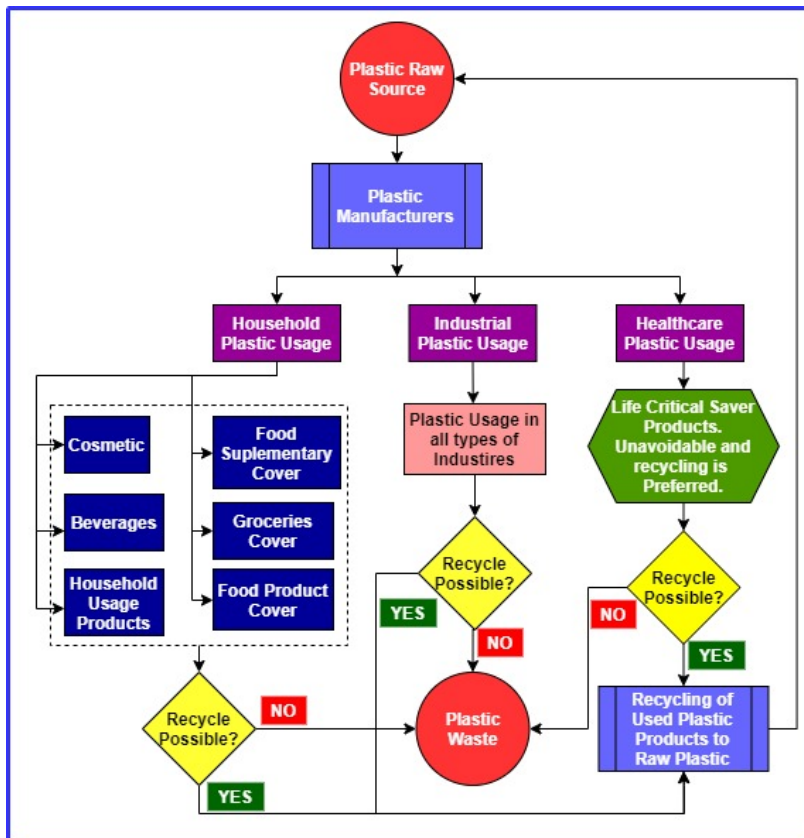 Plastic Raw
Source
Plastic
Manufacturers
Household
Plastic Usage
Industrial
Plastic Usage
Healthcare
Plastic Usage
Cosmetic
Beverages
Household
Usage
Products
Food
Suplementary
Cover
Groceries
Cover
Food Product
Cover
Plastic Usage in
all types of
Industires
Life Critical Saver
Products.
Unavoidable and
recycling is
Preferred.
Recycle
Possible?
YES
NO
Recycle
Possible?
NO
YES
Recycle
Possible?
NO
YES
Plastic
Waste
Recycling of
Used Plastic
Products to
Raw Plastic